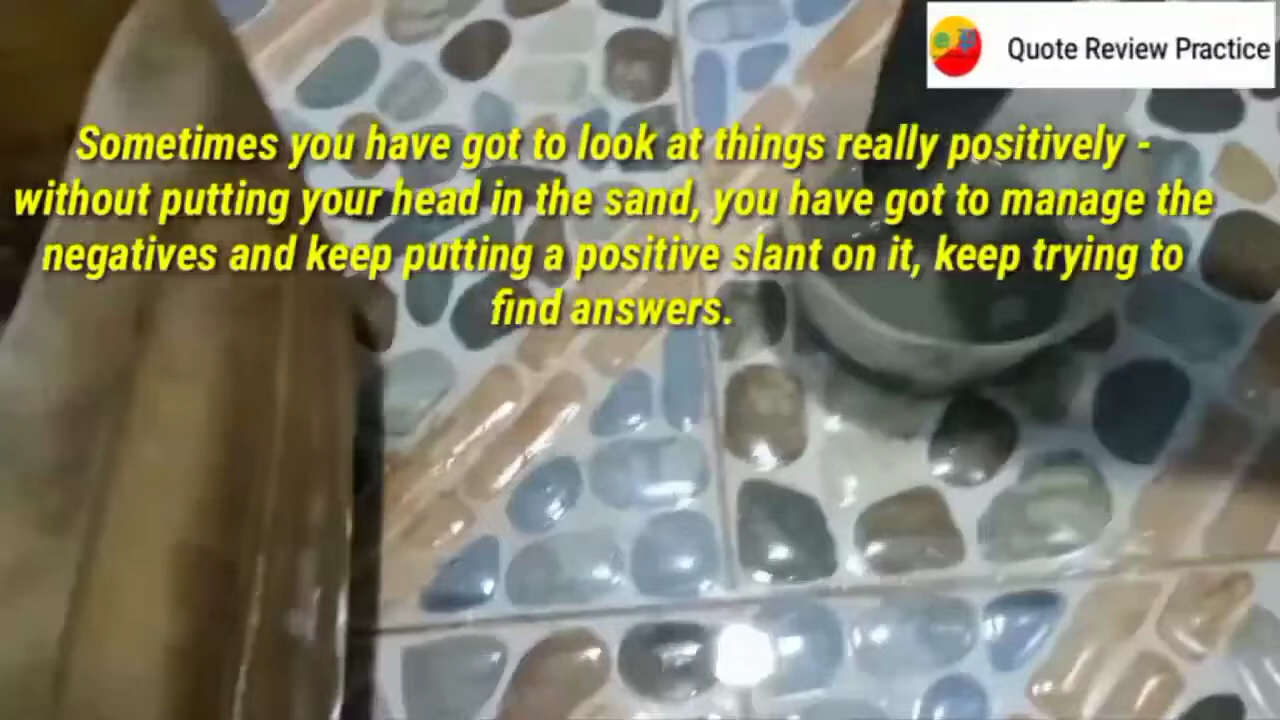 Quote Review Practice
Sometimes you have got to look at things really positively -
without putting your head in the sand, you have got to manage the
negatives and keep putting a positive slant on it, keep trying to
find answers.